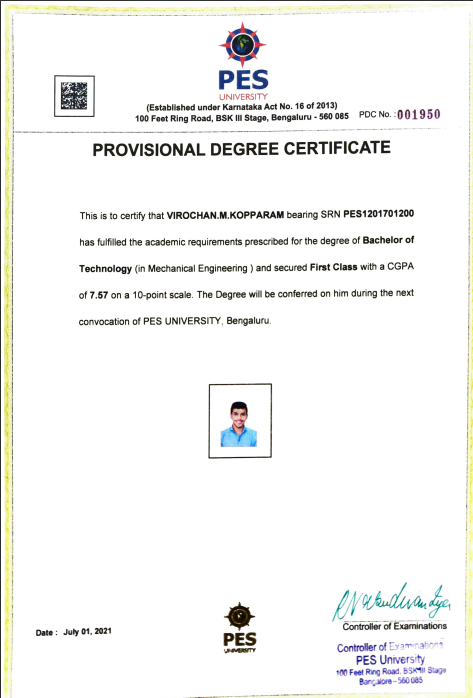 PES
UNIVERSITY
(Established under Karnataka Act No. 16 of 2013)
100 Feet Ring Road, BSK III Stage, Bengaluru - 560 085
PDC No. :001950
PROVISIONAL DEGREE CERTIFICATE
This is to certify that VIROCHAN.M.KOPPARAM bearing SRN PES1201701200
has fulfilled the academic requirements prescribed for the degree of Bachelor of
Technology (in Mechanical Engineering ) and secured First Class with a CGPA
of 7.57 on a 10-point scale. The Degree will be conferred on him during the next
convocation of PES UNIVERSITY, Bengaluru.
Date : July 01, 2021
PES
UNIVERSITY
Controller of Examinations
Controller of Examinations
PES University
100 Feet Ring Road, BSK III Stage
Bangalore - 560 085